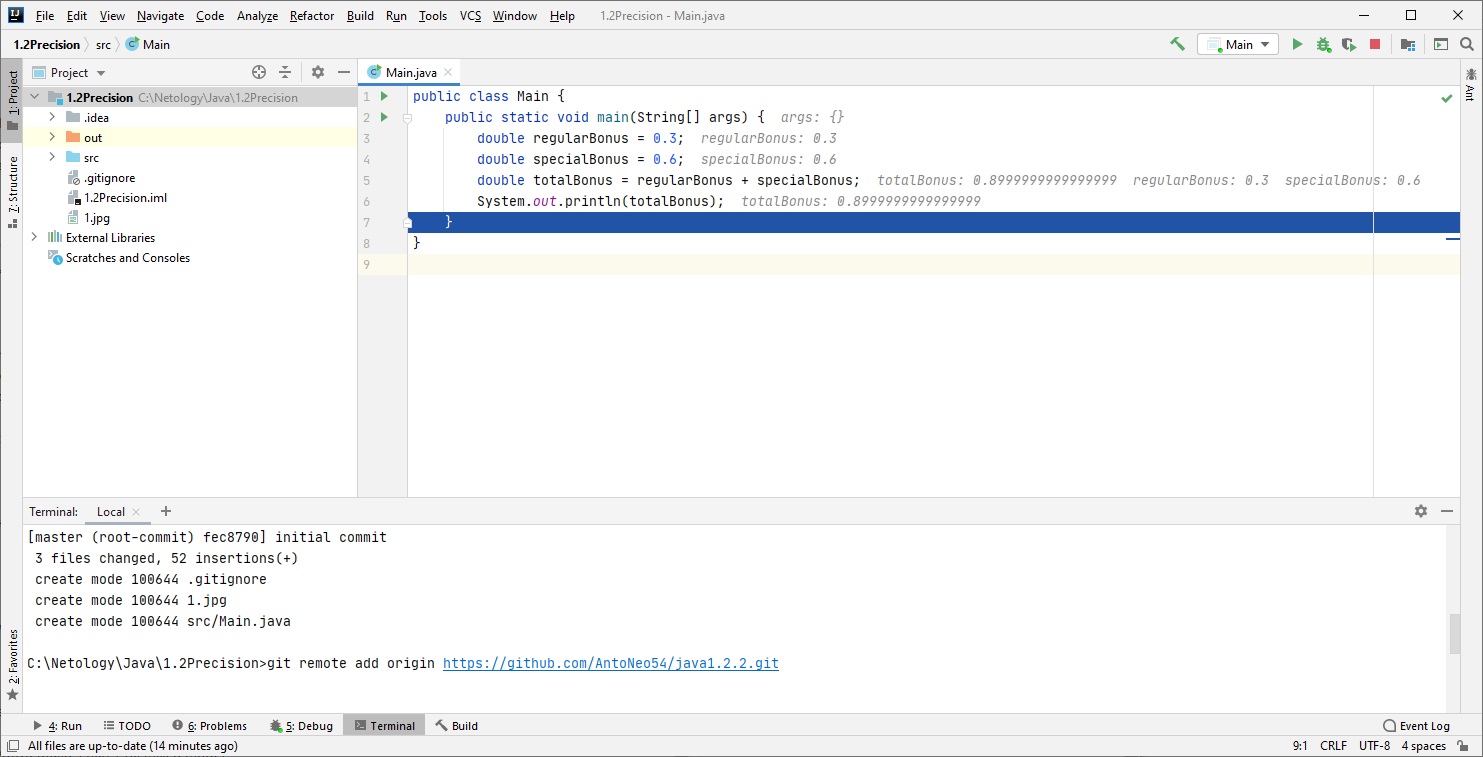 File Edit View Navigate Code Analyze Refactor Build Run Tools VCS Window Help 1.2Precision - Main.java
1.2Precision src Main Main
Project Main.java
1: Project
7: Structure
2: Favorites
Ant
1.2Precision C:\Netology\Java\1.2Precision
.idea
out
src
.gitignore
1.2Precision.iml
1.jpg
External Libraries
Scratches and Consoles
1 public class Main {
2 public static void main(String[] args) { args: {}
3 double regularBonus = 0.3; regularBonus: 0.3
4 double specialBonus = 0.6; specialBonus: 0.6
5 double totalBonus = regularBonus + specialBonus; totalBonus: 0.8999999999999999 regularBonus: 0.3 specialBonus: 0.6
6 System.out.println(totalBonus); totalBonus: 0.8999999999999999
7 }
8 }
9
Terminal: Local
[master (root-commit) fec8790] initial commit
3 files changed, 52 insertions(+)
create mode 100644 .gitignore
create mode 100644 1.jpg
create mode 100644 src/Main.java
C:\Netology\Java\1.2Precision>git remote add origin https://github.com/AntoNeo54/java1.2.2.git
4: Run TODO 6: Problems 5: Debug Terminal Build Event Log
All files are up-to-date (14 minutes ago) 9:1 CRLF UTF-8 4 spaces